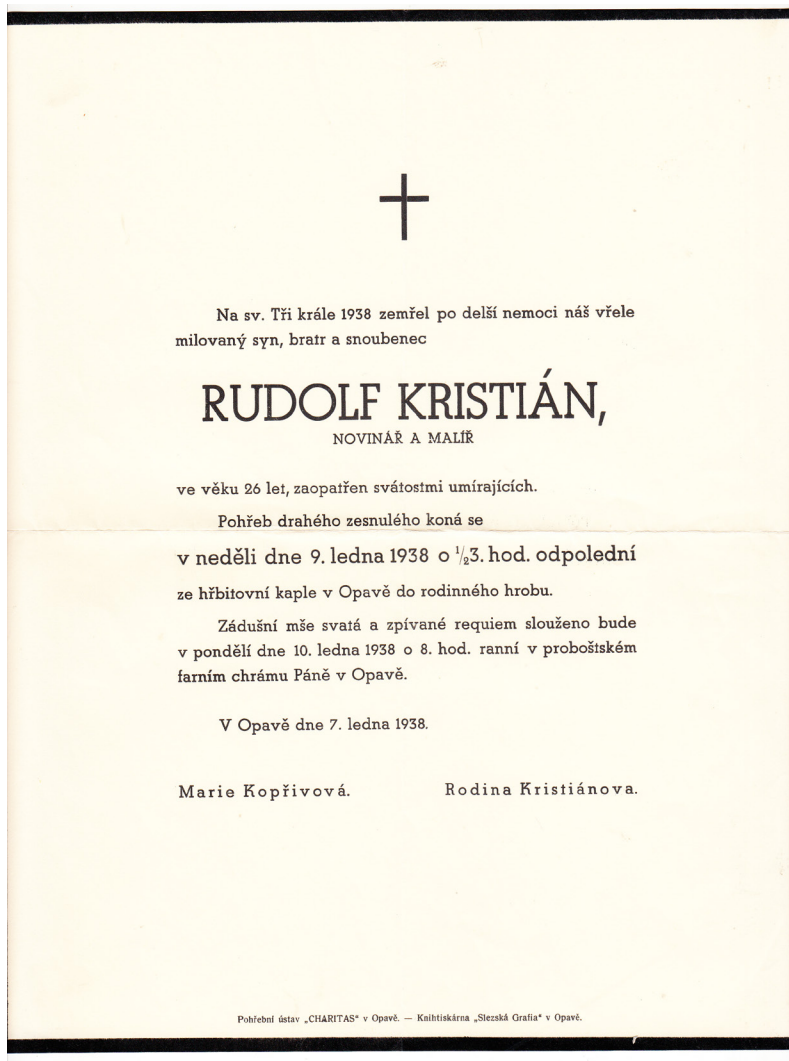 Na sv. Tři krále 1938 zemřel po delší nemoci náš vřele
milovaný syn, bratr a snoubenec
RUDOLF KRISTIÁN,
NOVINÁŘ A MALÍŘ
ve věku 26 let, zaopatřen svátostmi umírajících.
Pohřeb drahého zesnulého koná se
v neděli dne 9. ledna 1938 o ½3. hod. odpolední
ze hřbitovní kaple v Opavě do rodinného hrobu.
Zádušní mše svatá a zpívané requiem slouženo bude
v pondělí dne 10. ledna 1938 o 8. hod. ranní v proboštském
farním chrámu Páně v Opavě.
V Opavě dne 7. ledna 1938.
Marie Kopřivová. Rodina Kristiánova.
Pohřební ústav „CHARITAS“ v Opavě. — Knihtiskárna „Slezská Grafia“ v Opavě.